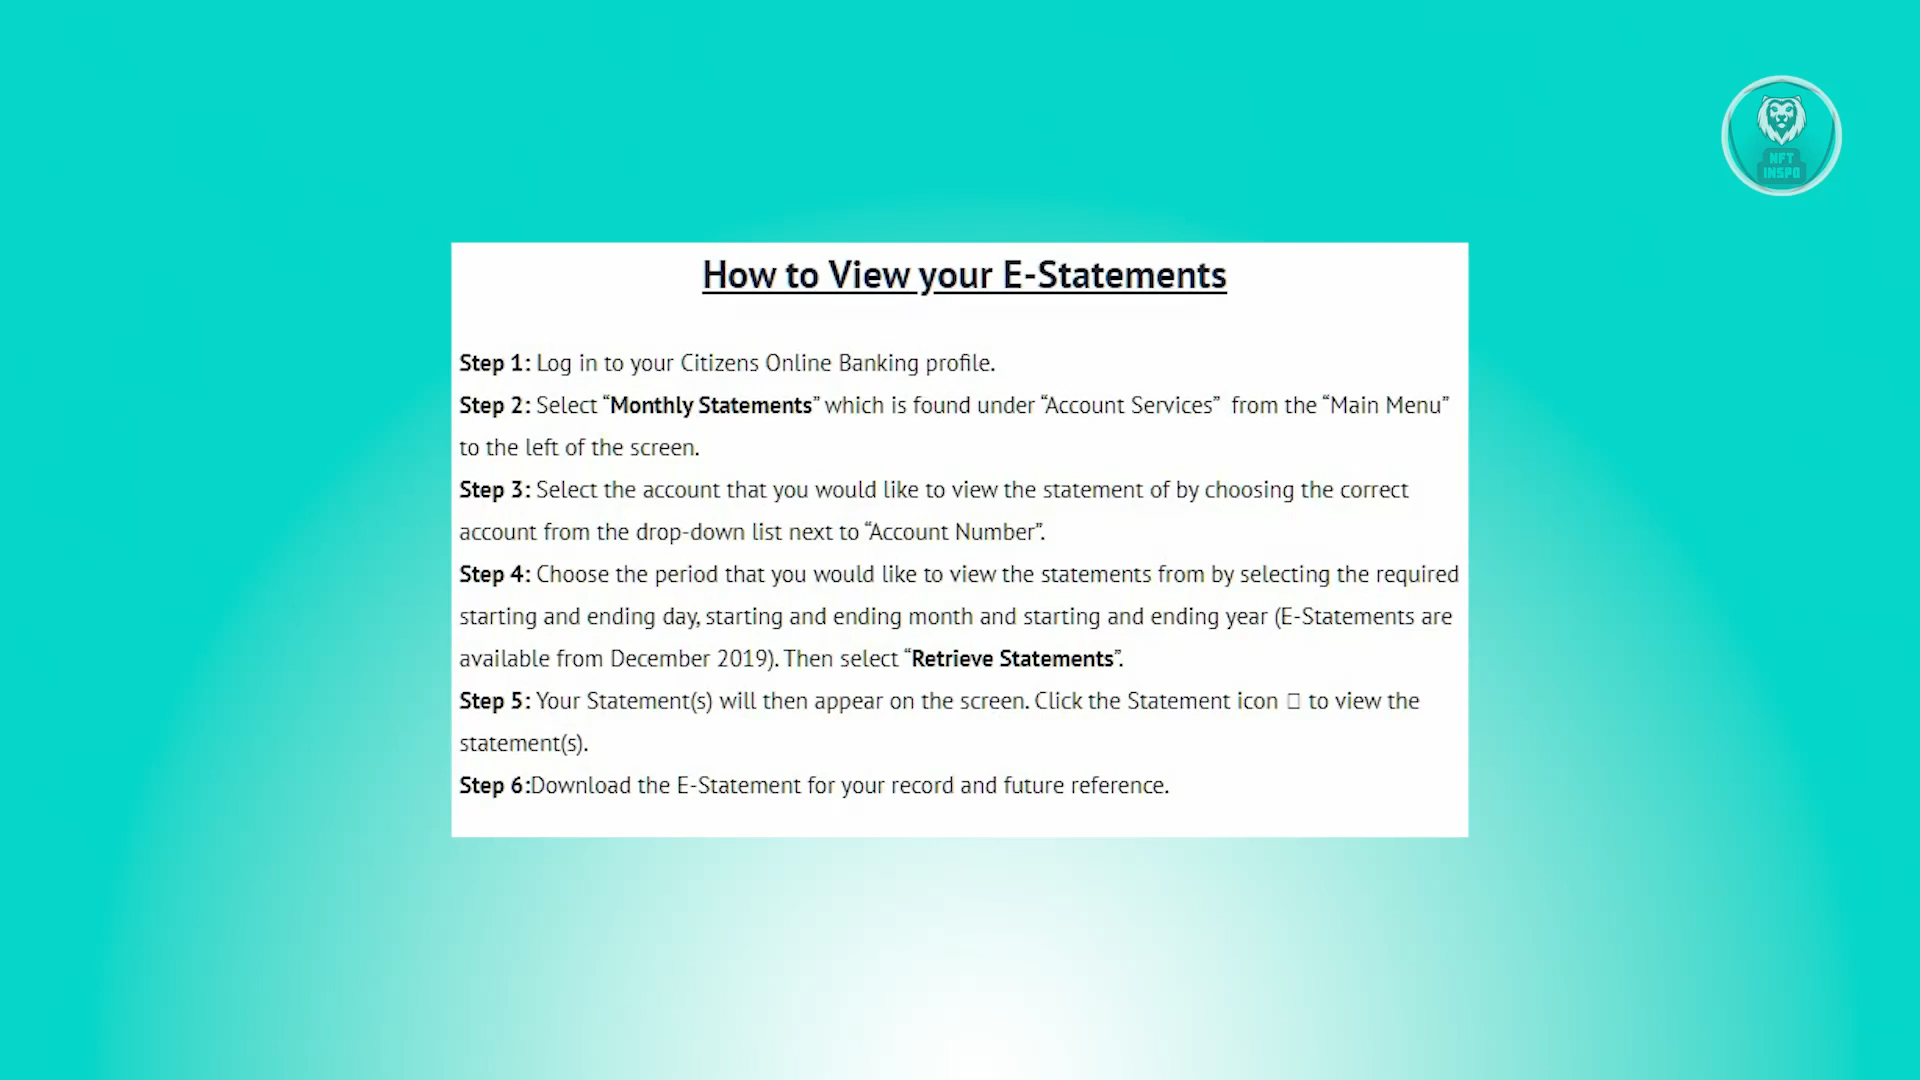 NFT
INSPO
How to View your E-Statements
Step 1: Log in to your Citizens Online Banking profile.
Step 2: Select “Monthly Statements” which is found under “Account Services”  from the “Main Menu”
to the left of the screen.
Step 3: Select the account that you would like to view the statement of by choosing the correct
account from the drop-down list next to “Account Number”.
Step 4: Choose the period that you would like to view the statements from by selecting the required
starting and ending day, starting and ending month and starting and ending year (E-Statements are
available from December 2019). Then select “Retrieve Statements”.
Step 5: Your Statement(s) will then appear on the screen. Click the Statement icon  to view the
statement(s).
Step 6:Download the E-Statement for your record and future reference.